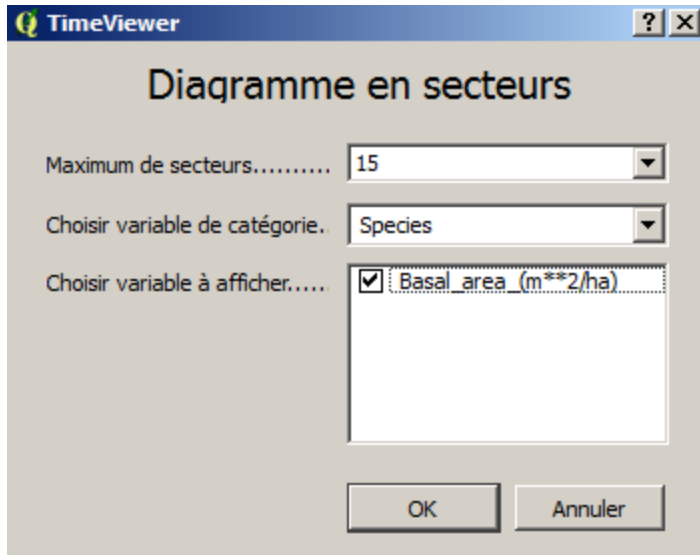 TimeViewer
Diagramme en secteurs
Maximum de secteurs..........
15
Choisir variable de catégorie..
Species
Choisir variable à afficher......
Basal_area_(m**2/ha)
OK
Annuler